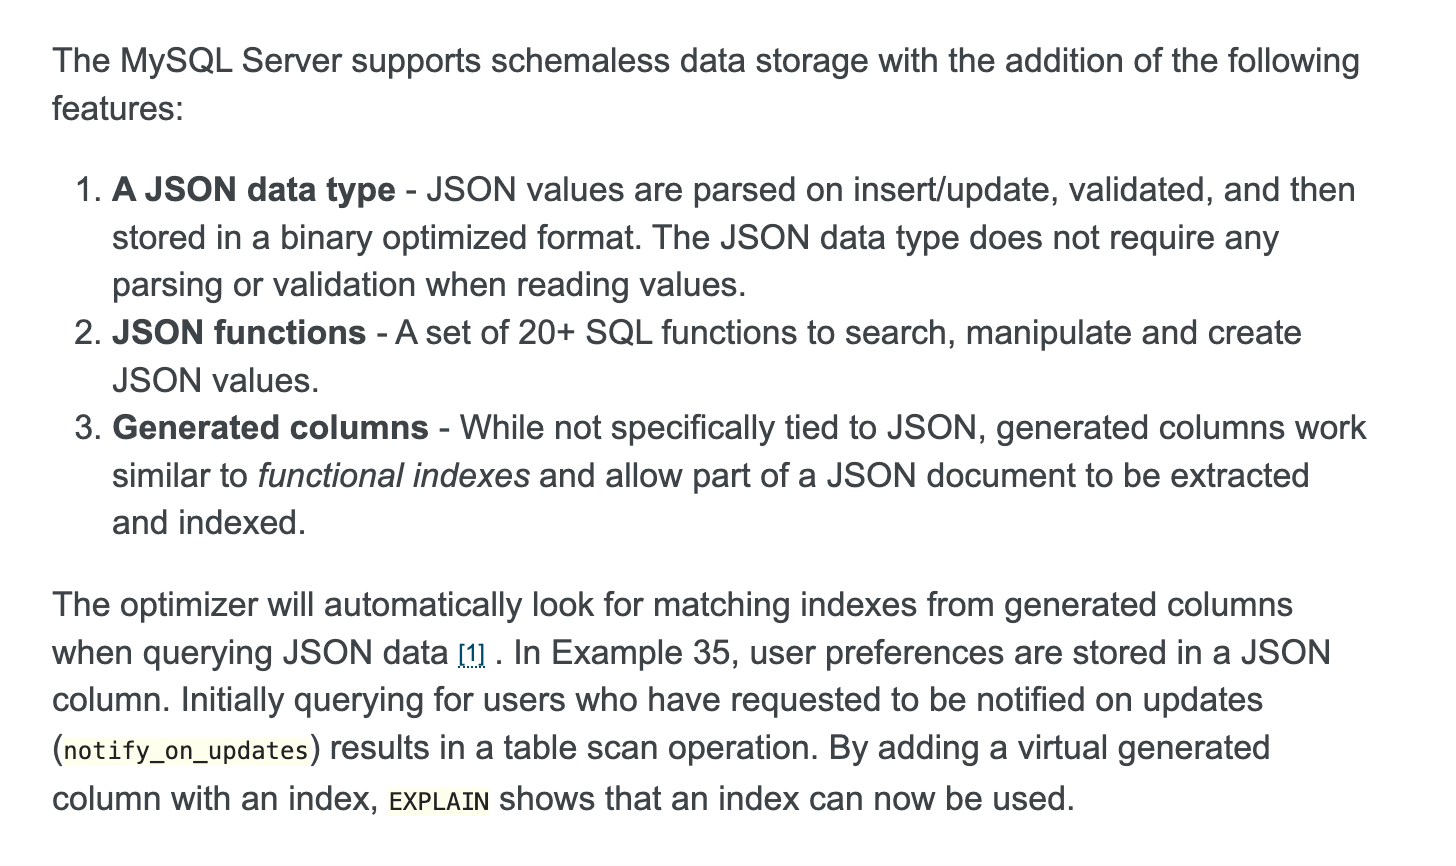 The MySQL Server supports schemaless data storage with the addition of the following
features:
1. A JSON data type - JSON values are parsed on insert/update, validated, and then
stored in a binary optimized format. The JSON data type does not require any
parsing or validation when reading values.
2. JSON functions - A set of 20+ SQL functions to search, manipulate and create
JSON values.
3. Generated columns - While not specifically tied to JSON, generated columns work
similar to functional indexes and allow part of a JSON document to be extracted
and indexed.
The optimizer will automatically look for matching indexes from generated columns
when querying JSON data [1] . In Example 35, user preferences are stored in a JSON
column. Initially querying for users who have requested to be notified on updates
(notify_on_updates) results in a table scan operation. By adding a virtual generated
column with an index, EXPLAIN shows that an index can now be used.